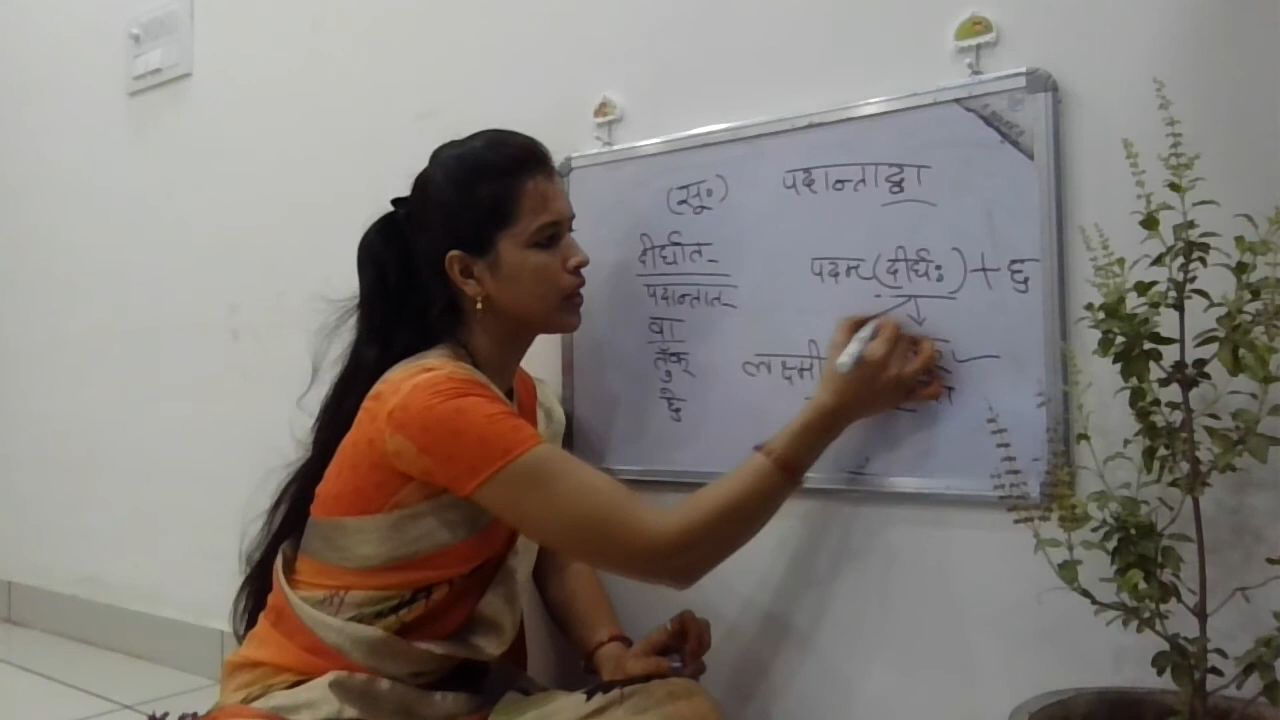 (सू॰) पदान्ताद्वा
दीर्घात्
पदान्तात्
वा
तुँक्
छे
पदान्त (दीर्घः) + छ्
लक्ष्मी